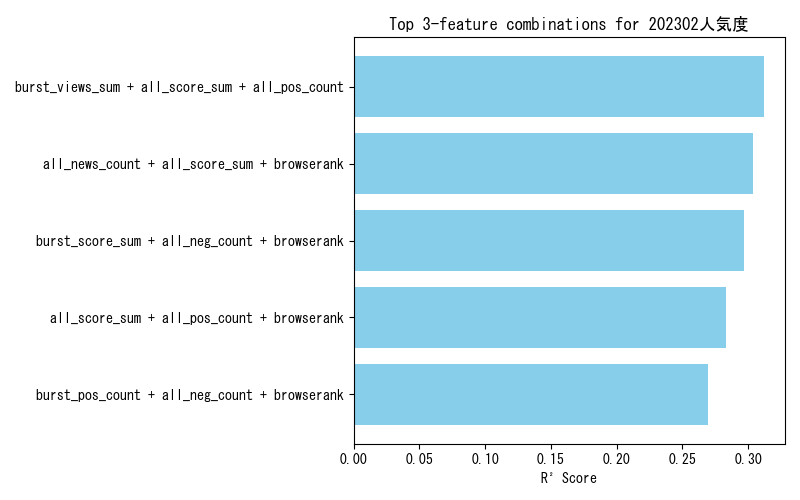 Top 3-feature combinations for 202302人気度
burst_views_sum + all_score_sum + all_pos_count
all_news_count + all_score_sum + browserank
burst_score_sum + all_neg_count + browserank
all_score_sum + all_pos_count + browserank
burst_pos_count + all_neg_count + browserank
0.00 0.05 0.10 0.15 0.20 0.25 0.30
R² Score